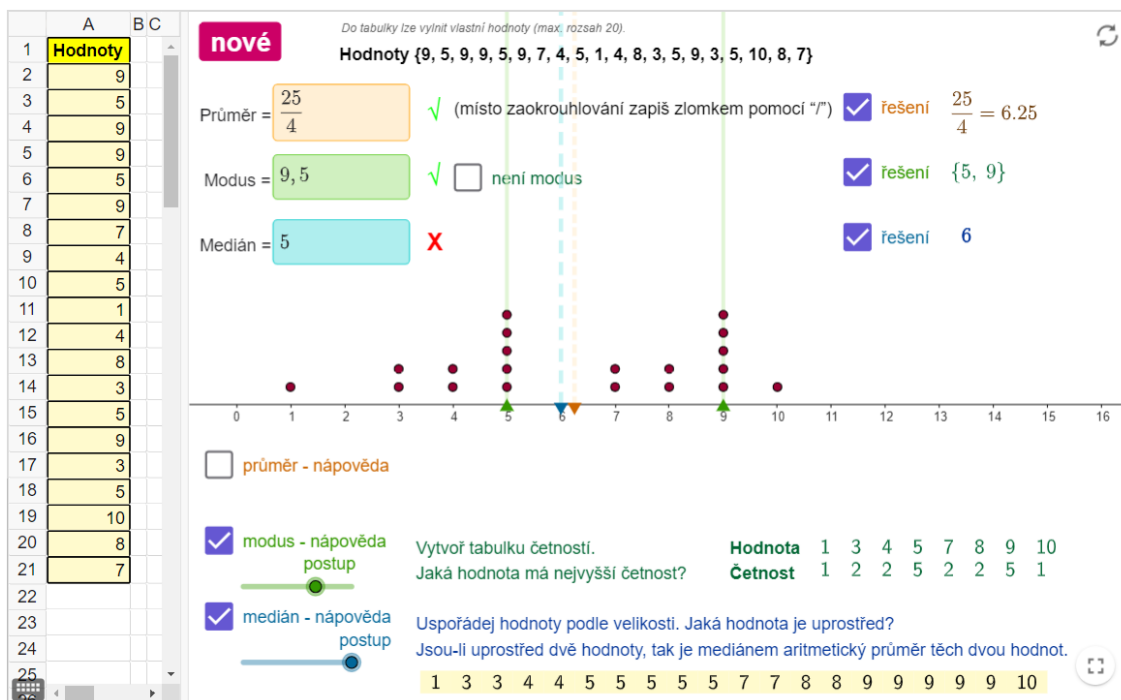 A B C
1 Hodnoty
2 9
3 5
4 9
5 9
6 5
7 9
8 7
9 4
10 5
11 1
12 4
13 8
14 3
15 5
16 9
17 3
18 5
19 10
20 8
21 7
22
23
24
25
nové
Do tabulky lze vylnit vlastní hodnoty (max. rozsah 20).
Hodnoty {9, 5, 9, 9, 5, 9, 7, 4, 5, 1, 4, 8, 3, 5, 9, 3, 5, 10, 8, 7}
Průměr = 25/4 √ (místo zaokrouhlování zapiš zlomkem pomocí “/”) řešení 25/4 = 6.25
Modus = 9, 5 √ není modus řešení {5, 9}
Medián = 5 X řešení 6
0 1 2 3 4 5 6 7 8 9 10 11 12 13 14 15 16
průměr - nápověda
modus - nápověda
postup
Vytvoř tabulku četností.
Jaká hodnota má nejvyšší četnost?
Hodnota 1 3 4 5 7 8 9 10
Četnost 1 2 2 5 2 2 5 1
medián - nápověda
postup
Uspořádej hodnoty podle velikosti. Jaká hodnota je uprostřed?
Jsou-li uprostřed dvě hodnoty, tak je mediánem aritmetický průměr těch dvou hodnot.
1 3 3 4 4 5 5 5 5 5 7 7 8 8 9 9 9 9 9 10